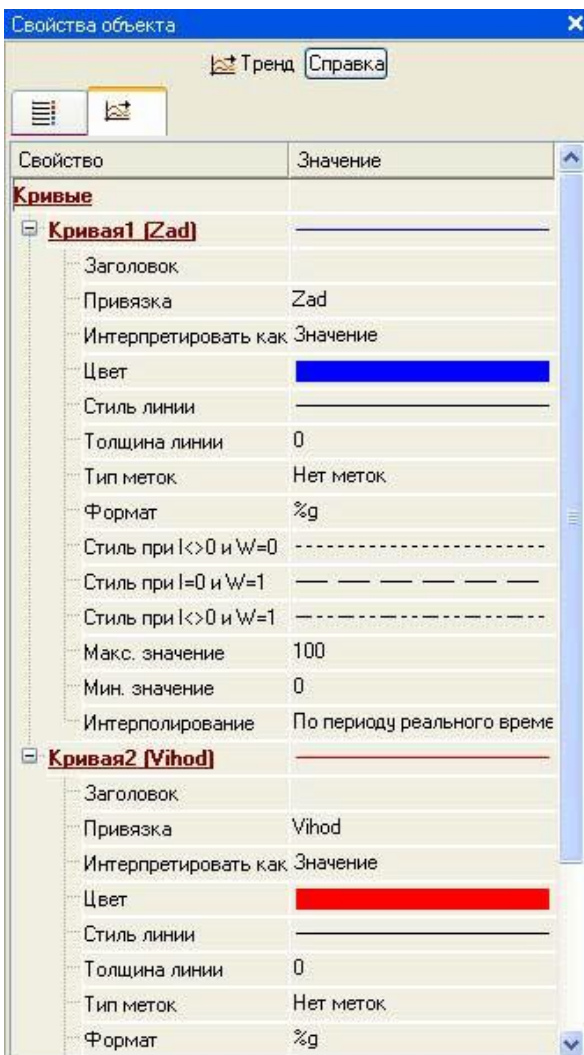 Свойства объекта
Тренд Справка
Свойство Значение
Кривые
Кривая1 (Zad)
Заголовок
Привязка Zad
Интерпретировать как Значение
Цвет
Стиль линии
Толщина линии 0
Тип меток Нет меток
Формат %g
Стиль при I<>0 и W=0
Стиль при I=0 и W=1
Стиль при I<>0 и W=1
Макс. значение 100
Мин. значение 0
Интерполирование По периоду реального време
Кривая2 (Vihod)
Заголовок
Привязка Vihod
Интерпретировать как Значение
Цвет
Стиль линии
Толщина линии 0
Тип меток Нет меток
Формат %g